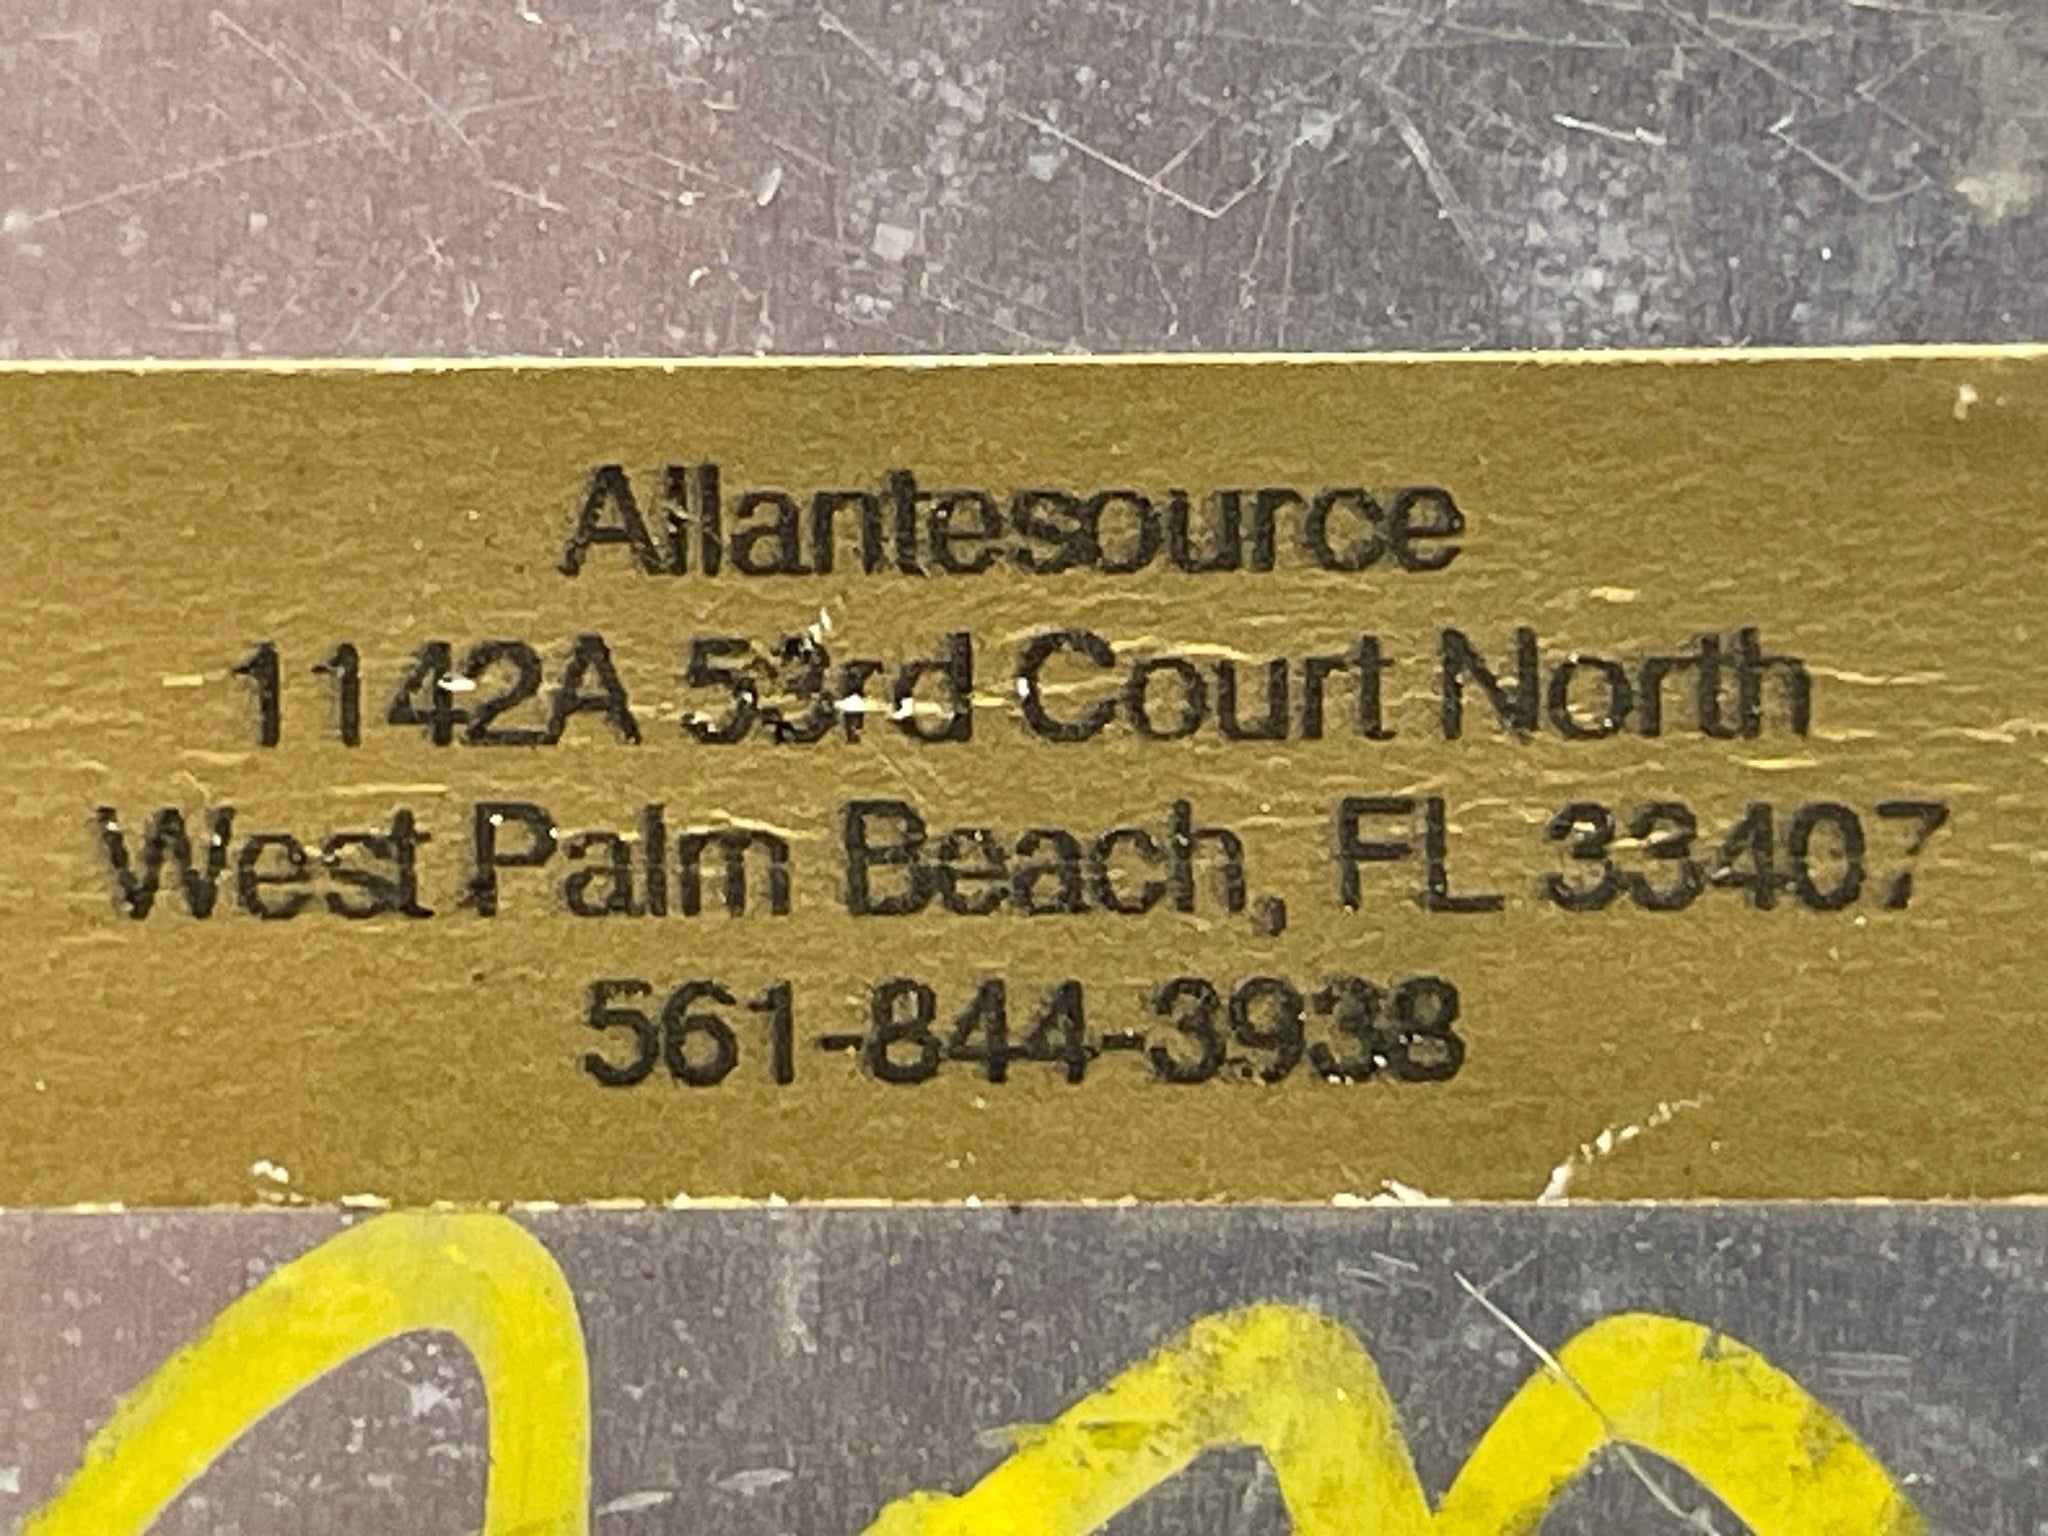 Allantesource
1142A 53rd Court North
West Palm Beach, FL 33407
561-844-3938